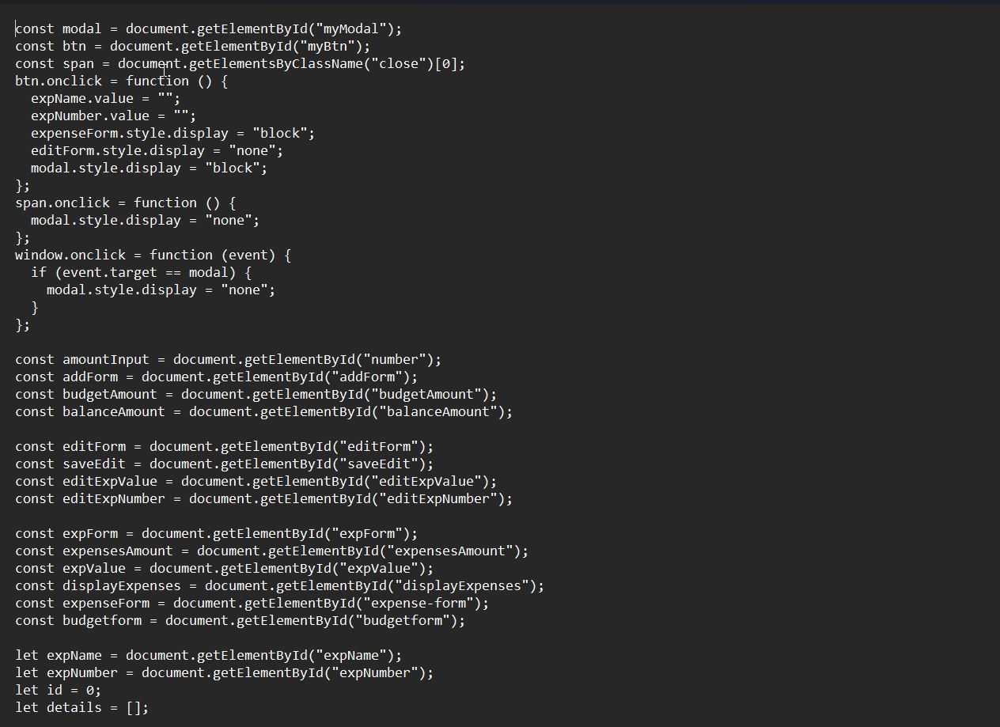 const modal = document.getElementById("myModal");
const btn = document.getElementById("myBtn");
const span = document.getElementsByClassName("close")[0];
btn.onclick = function () {
  expName.value = "";
  expNumber.value = "";
  expenseForm.style.display = "block";
  editForm.style.display = "none";
  modal.style.display = "block";
};
span.onclick = function () {
  modal.style.display = "none";
};
window.onclick = function (event) {
  if (event.target == modal) {
    modal.style.display = "none";
  }
};

const amountInput = document.getElementById("number");
const addForm = document.getElementById("addForm");
const budgetAmount = document.getElementById("budgetAmount");
const balanceAmount = document.getElementById("balanceAmount");

const editForm = document.getElementById("editForm");
const saveEdit = document.getElementById("saveEdit");
const editExpValue = document.getElementById("editExpValue");
const editExpNumber = document.getElementById("editExpNumber");

const expForm = document.getElementById("expForm");
const expensesAmount = document.getElementById("expensesAmount");
const expValue = document.getElementById("expValue");
const displayExpenses = document.getElementById("displayExpenses");
const expenseForm = document.getElementById("expense-form");
const budgetform = document.getElementById("budgetform");

let expName = document.getElementById("expName");
let expNumber = document.getElementById("expNumber");
let id = 0;
let details = [];